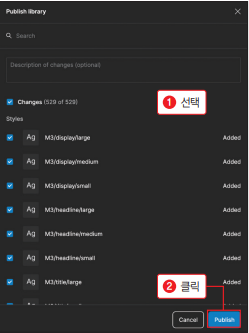 Publish library
Search
Description of changes (optional)
Changes (529 of 529)
1 선택
Styles
Ag M3/display/large Added
Ag M3/display/medium Added
Ag M3/display/small Added
Ag M3/headline/large Added
Ag M3/headline/medium Added
Ag M3/headline/small Added
Ag M3/title/large Added
2 클릭
Cancel Publish